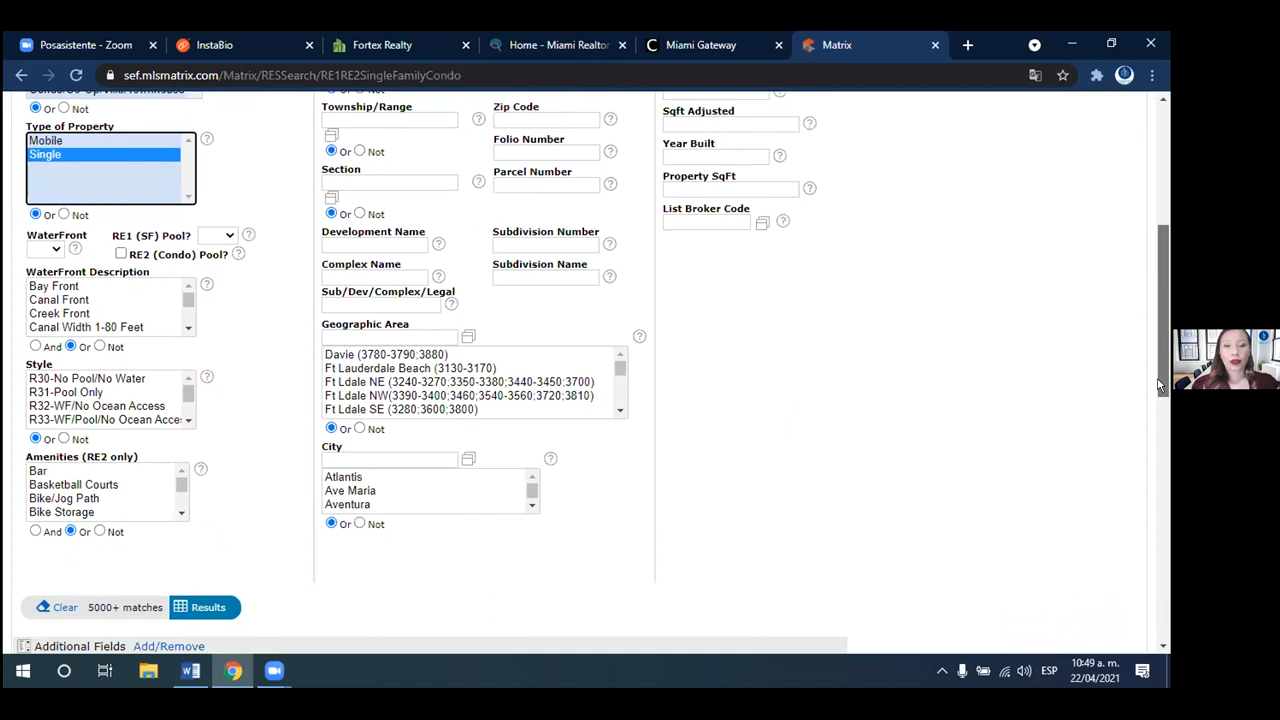 Posasistente - Zoom
InstaBio
Fortex Realty
Home - Miami Realtor
Miami Gateway
Matrix
sef.mlsmatrix.com/Matrix/RESSearch/RE1RE2SingleFamilyCondo
Or Not
Type of Property
Mobile
Single
Or Not
WaterFront
RE1 (SF) Pool?
RE2 (Condo) Pool?
WaterFront Description
Bay Front
Canal Front
Creek Front
Canal Width 1-80 Feet
And Or Not
Style
R30-No Pool/No Water
R31-Pool Only
R32-WF/No Ocean Access
R33-WF/Pool/No Ocean Acce
Or Not
Amenities (RE2 only)
Bar
Basketball Courts
Bike/Jog Path
Bike Storage
And Or Not
Township/Range
Or Not
Section
Or Not
Development Name
Complex Name
Sub/Dev/Complex/Legal
Zip Code
Folio Number
Parcel Number
Subdivision Number
Subdivision Name
Geographic Area
Davie (3780-3790;3880)
Ft Lauderdale Beach (3130-3170)
Ft Ldale NE (3240-3270;3350-3380;3440-3450;3700)
Ft Ldale NW(3390-3400;3460;3540-3560;3720;3810)
Ft Ldale SE (3280;3600;3800)
Or Not
City
Atlantis
Ave Maria
Aventura
Or Not
Sqft Adjusted
Year Built
Property SqFt
List Broker Code
Clear 5000+ matches Results
Additional Fields Add/Remove
ESP
10:49 a. m.
22/04/2021